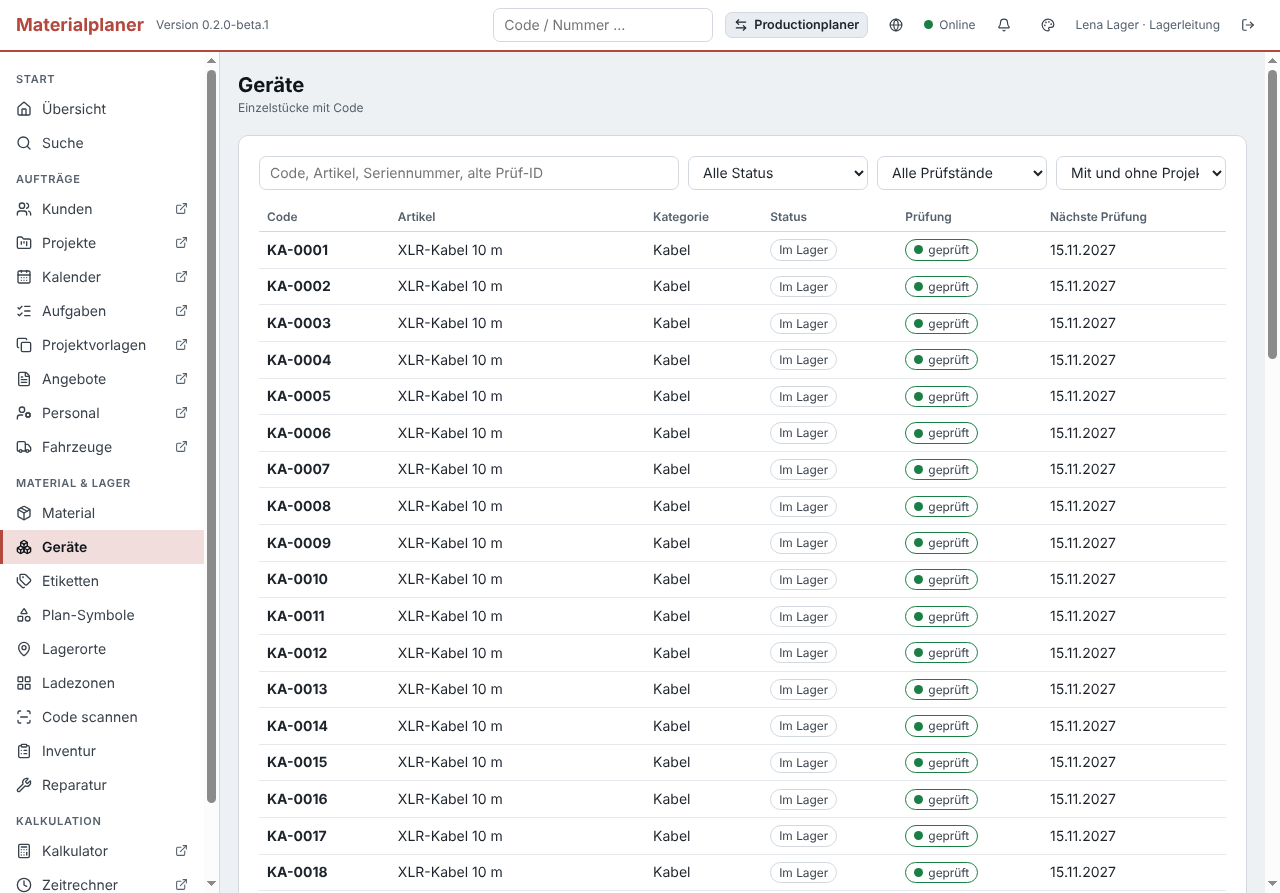 Materialplaner Version 0.2.0-beta.1 Code / Nummer ... Productionplaner Online Lena Lager · Lagerleitung
START
Übersicht
Suche
AUFTRÄGE
Kunden
Projekte
Kalender
Aufgaben
Projektvorlagen
Angebote
Personal
Fahrzeuge
MATERIAL & LAGER
Material
Geräte
Etiketten
Plan-Symbole
Lagerorte
Ladezonen
Code scannen
Inventur
Reparatur
KALKULATION
Kalkulator
Zeitrechner
Geräte
Einzelstücke mit Code
Code, Artikel, Seriennummer, alte Prüf-ID Alle Status Alle Prüfstände Mit und ohne Projek
Code Artikel Kategorie Status Prüfung Nächste Prüfung
KA-0001 XLR-Kabel 10 m Kabel Im Lager geprüft 15.11.2027
KA-0002 XLR-Kabel 10 m Kabel Im Lager geprüft 15.11.2027
KA-0003 XLR-Kabel 10 m Kabel Im Lager geprüft 15.11.2027
KA-0004 XLR-Kabel 10 m Kabel Im Lager geprüft 15.11.2027
KA-0005 XLR-Kabel 10 m Kabel Im Lager geprüft 15.11.2027
KA-0006 XLR-Kabel 10 m Kabel Im Lager geprüft 15.11.2027
KA-0007 XLR-Kabel 10 m Kabel Im Lager geprüft 15.11.2027
KA-0008 XLR-Kabel 10 m Kabel Im Lager geprüft 15.11.2027
KA-0009 XLR-Kabel 10 m Kabel Im Lager geprüft 15.11.2027
KA-0010 XLR-Kabel 10 m Kabel Im Lager geprüft 15.11.2027
KA-0011 XLR-Kabel 10 m Kabel Im Lager geprüft 15.11.2027
KA-0012 XLR-Kabel 10 m Kabel Im Lager geprüft 15.11.2027
KA-0013 XLR-Kabel 10 m Kabel Im Lager geprüft 15.11.2027
KA-0014 XLR-Kabel 10 m Kabel Im Lager geprüft 15.11.2027
KA-0015 XLR-Kabel 10 m Kabel Im Lager geprüft 15.11.2027
KA-0016 XLR-Kabel 10 m Kabel Im Lager geprüft 15.11.2027
KA-0017 XLR-Kabel 10 m Kabel Im Lager geprüft 15.11.2027
KA-0018 XLR-Kabel 10 m Kabel Im Lager geprüft 15.11.2027